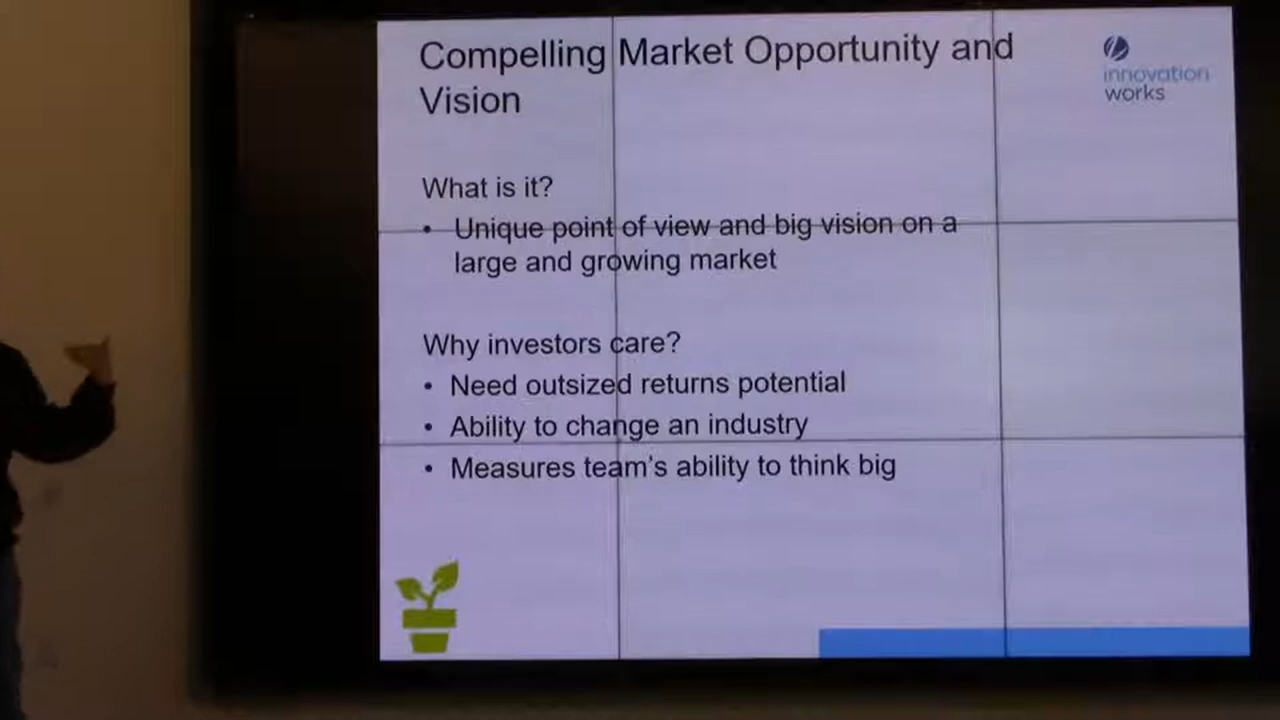 Compelling Market Opportunity and
Vision
innovation
works
What is it?
• Unique point of view and big vision on a
large and growing market
Why investors care?
• Need outsized returns potential
• Ability to change an industry
• Measures team's ability to think big